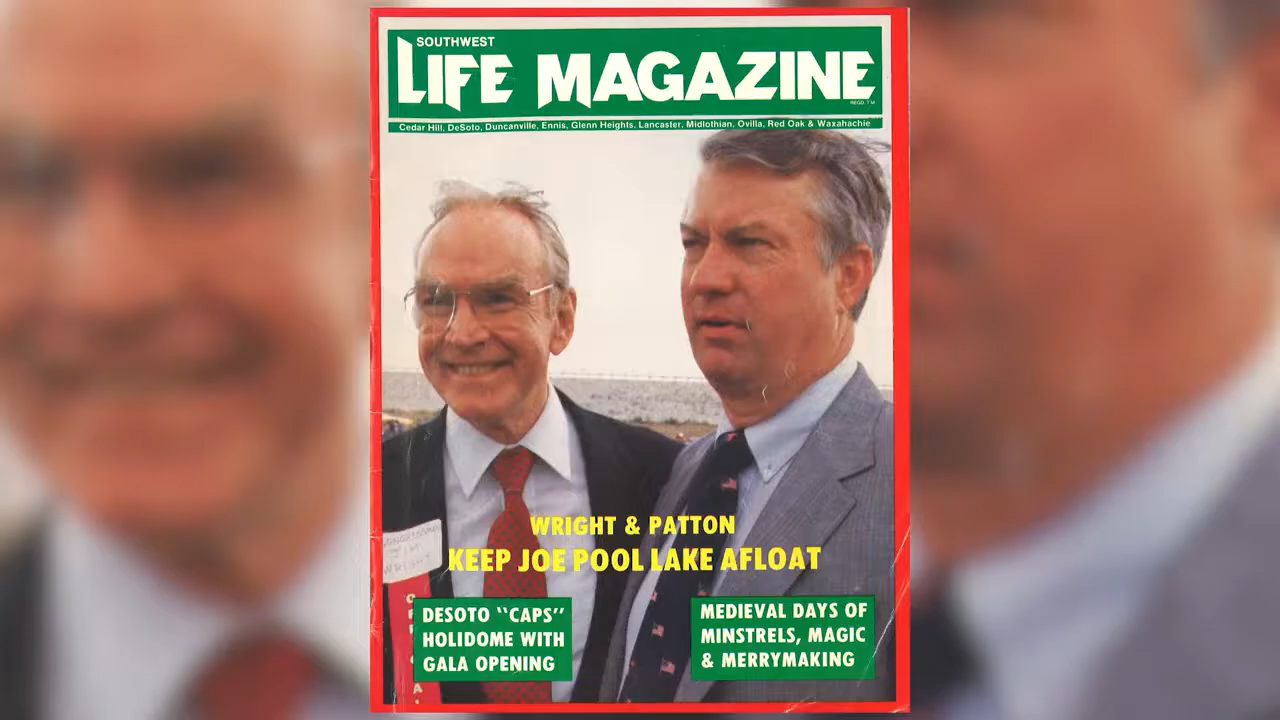 SOUTHWEST
LIFE MAGAZINE
REGD. T M
Cedar Hill, DeSoto, Duncanville, Ennis, Glenn Heights, Lancaster, Midlothian, Ovilla, Red Oak & Waxahachie
WRIGHT & PATTON
KEEP JOE POOL LAKE AFLOAT
JIM
WRIGHT
DESOTO "CAPS"
HOLIDOME WITH
GALA OPENING
MEDIEVAL DAYS OF
MINSTRELS, MAGIC
& MERRYMAKING